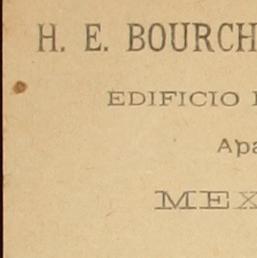 H. E. BOURCH
EDIFICIO
Apa
MEX